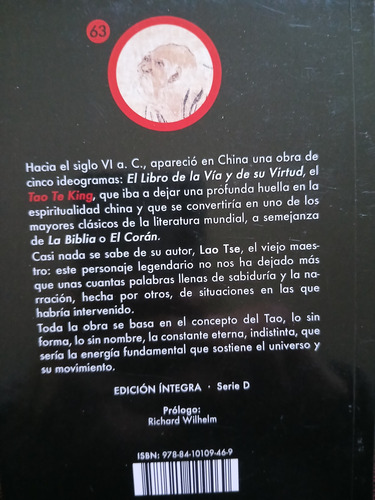 63
Hacia el siglo VI a. C., apareció en China una obra de
cinco ideogramas: El Libro de la Vía y de su Virtud, el
Tao Te King, que iba a dejar una profunda huella en la
espiritualidad china y que se convertiría en uno de los
mayores clásicos de la literatura mundial, a semejanza
de La Biblia o El Corán.
Casi nada se sabe de su autor, Lao Tse, el viejo maes-
tro: este personaje legendario no nos ha dejado más
que unas cuantas palabras llenas de sabiduría y la na-
rración, hecha por otros, de situaciones en las que
habría intervenido.
Toda la obra se basa en el concepto del Tao, lo sin
forma, lo sin nombre, la constante eterna, indistinta, que
sería la energía fundamental que sostiene el universo y
su movimiento.
EDICIÓN ÍNTEGRA · Serie D
Prólogo:
Richard Wilhelm
ISBN: 978-84-10109-46-9